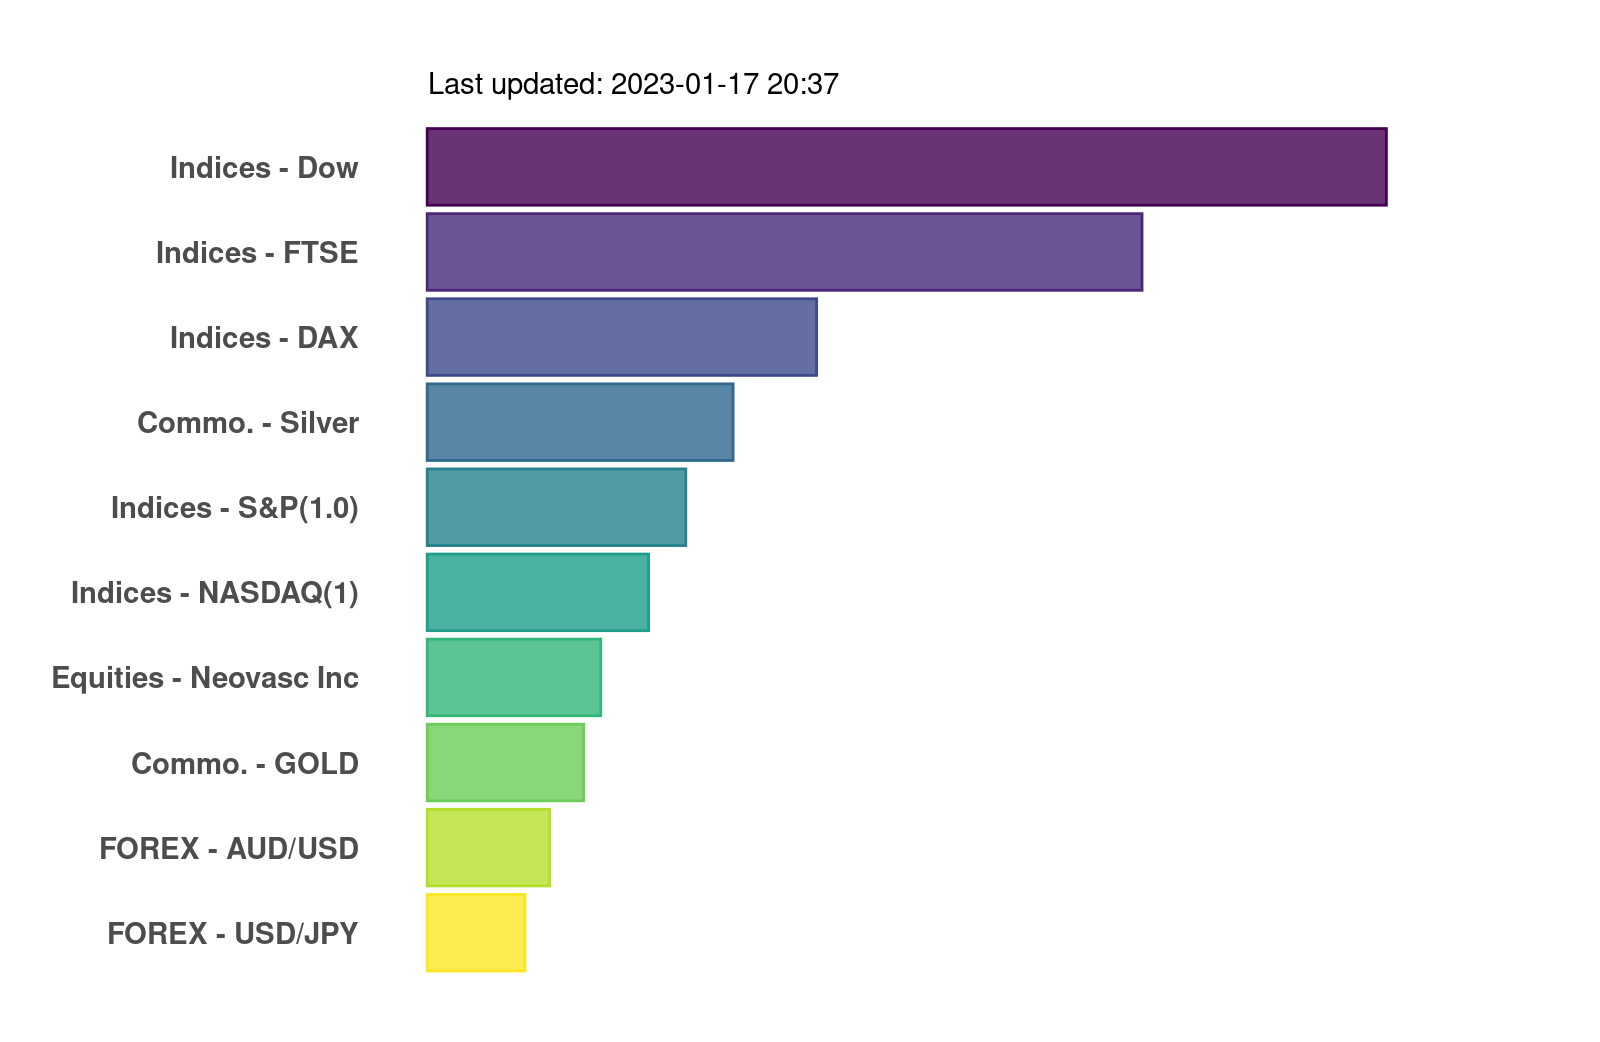 Last updated: 2023-01-17 20:37
Indices - Dow
Indices - FTSE
Indices - DAX
Commo. - Silver
Indices - S&P(1.0)
Indices - NASDAQ(1)
Equities - Neovasc Inc
Commo. - GOLD
FOREX - AUD/USD
FOREX - USD/JPY